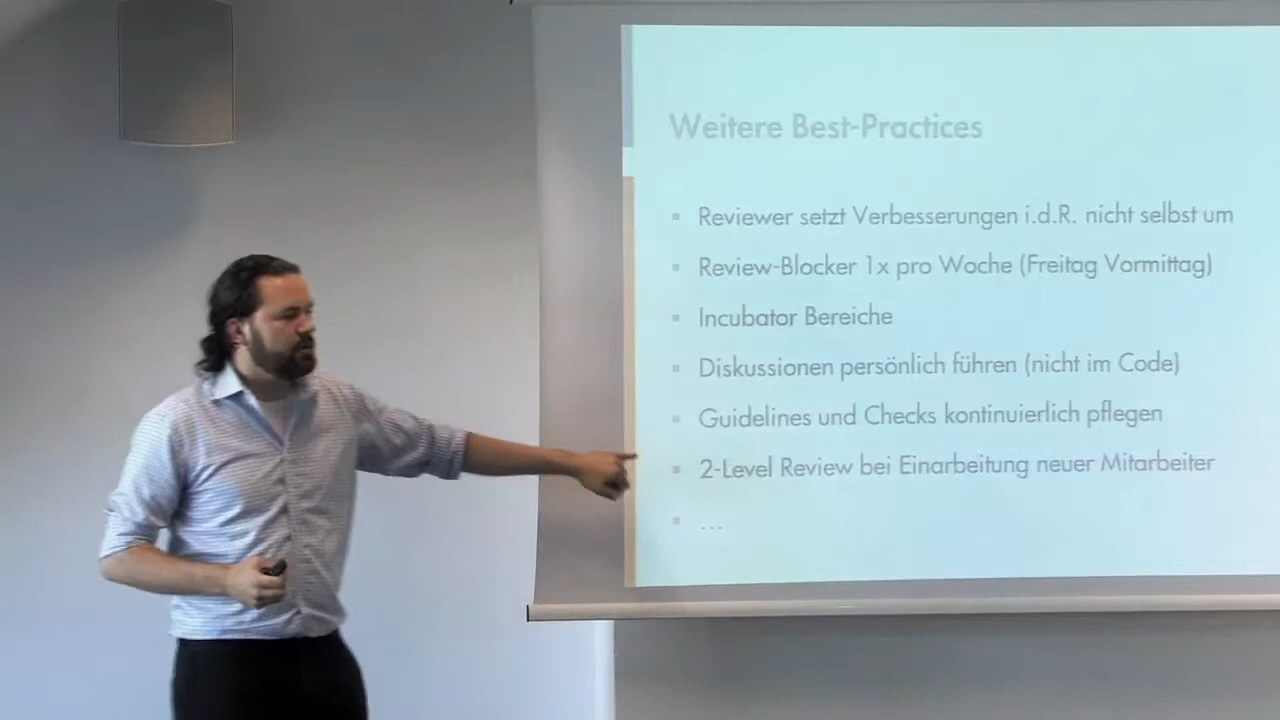 Weitere Best-Practices
Reviewer setzt Verbesserungen i.d.R. nicht selbst um
Review-Blocker 1x pro Woche (Freitag Vormittag)
Incubator Bereiche
Diskussionen persönlich führen (nicht im Code)
Guidelines und Checks kontinuierlich pflegen
2-Level Review bei Einarbeitung neuer Mitarbeiter
...